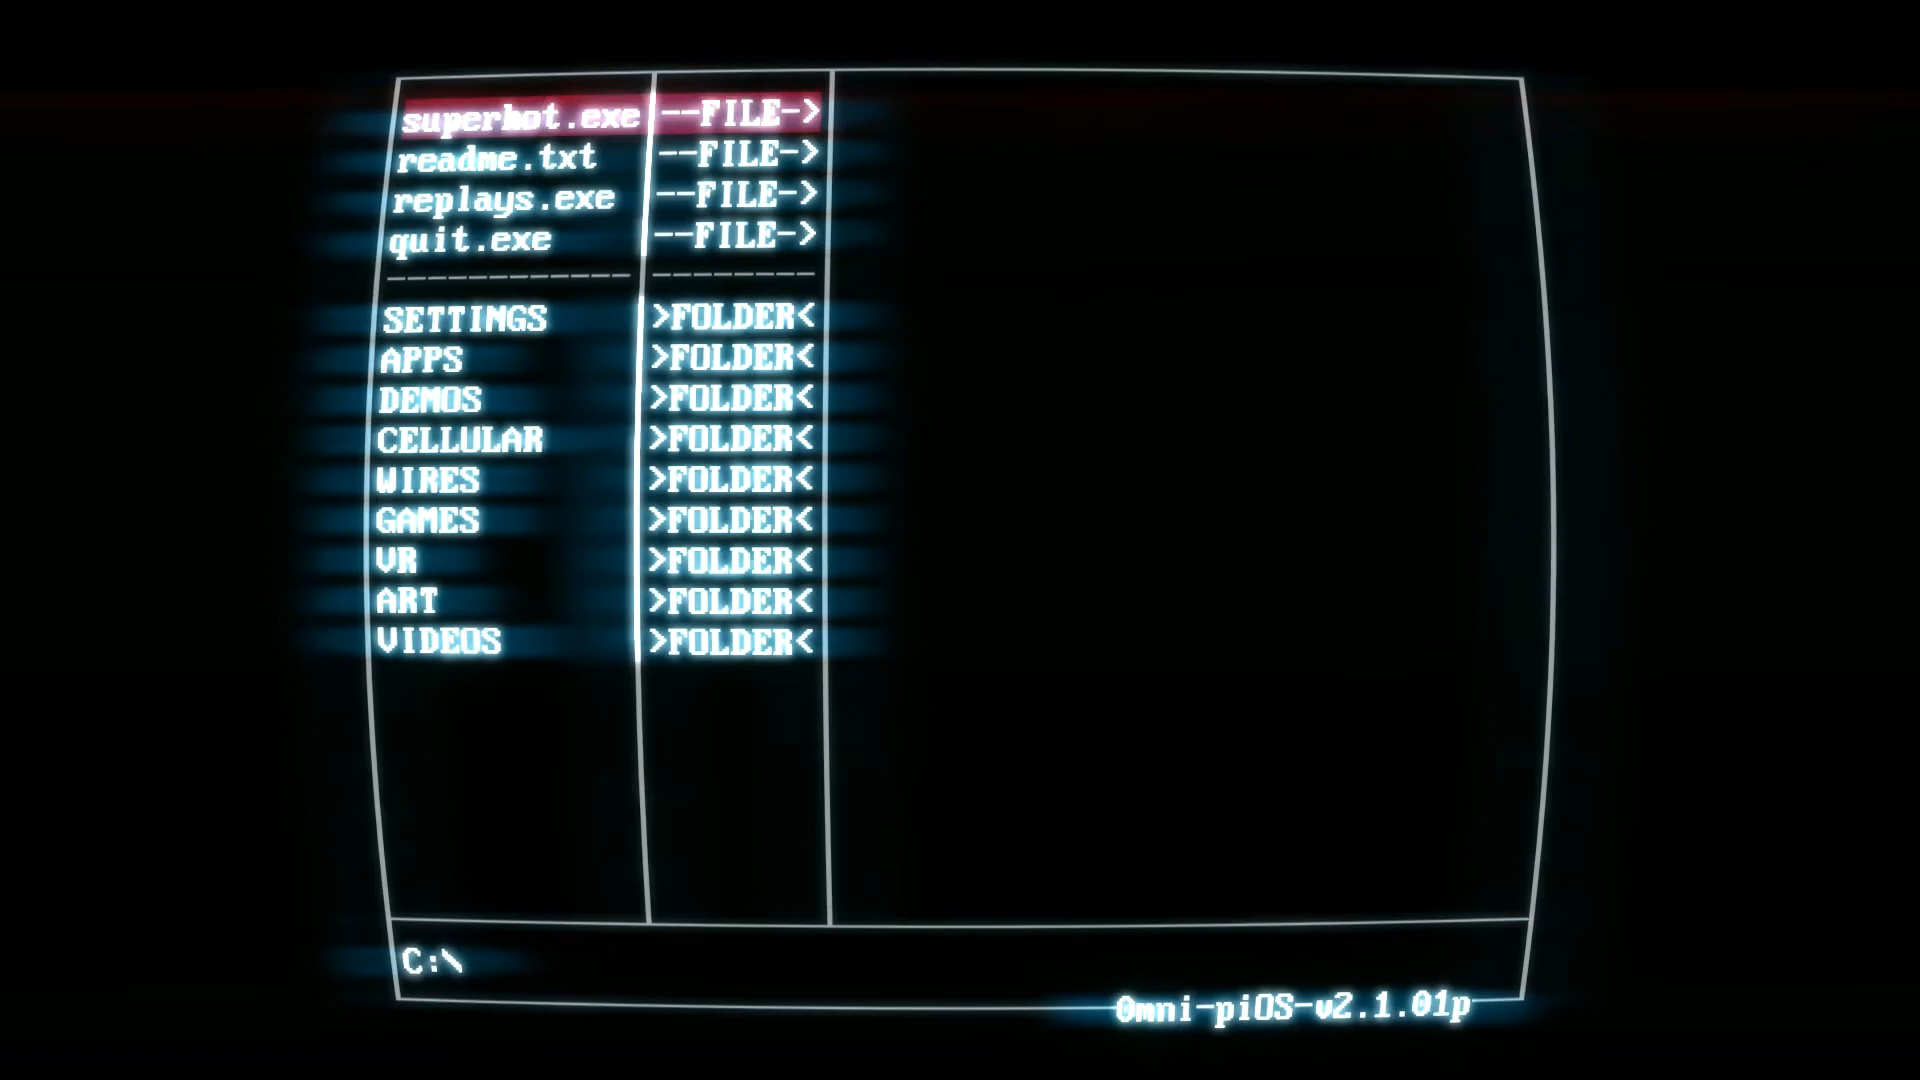 superhot.exe --FILE->
readme.txt --FILE->
replays.exe --FILE->
quit.exe --FILE->
------------ --------
SETTINGS >FOLDER<
APPS >FOLDER<
DEMOS >FOLDER<
CELLULAR >FOLDER<
WIRES >FOLDER<
GAMES >FOLDER<
VR >FOLDER<
ART >FOLDER<
VIDEOS >FOLDER<
C:\
0mni-piOS-v2.1.01p